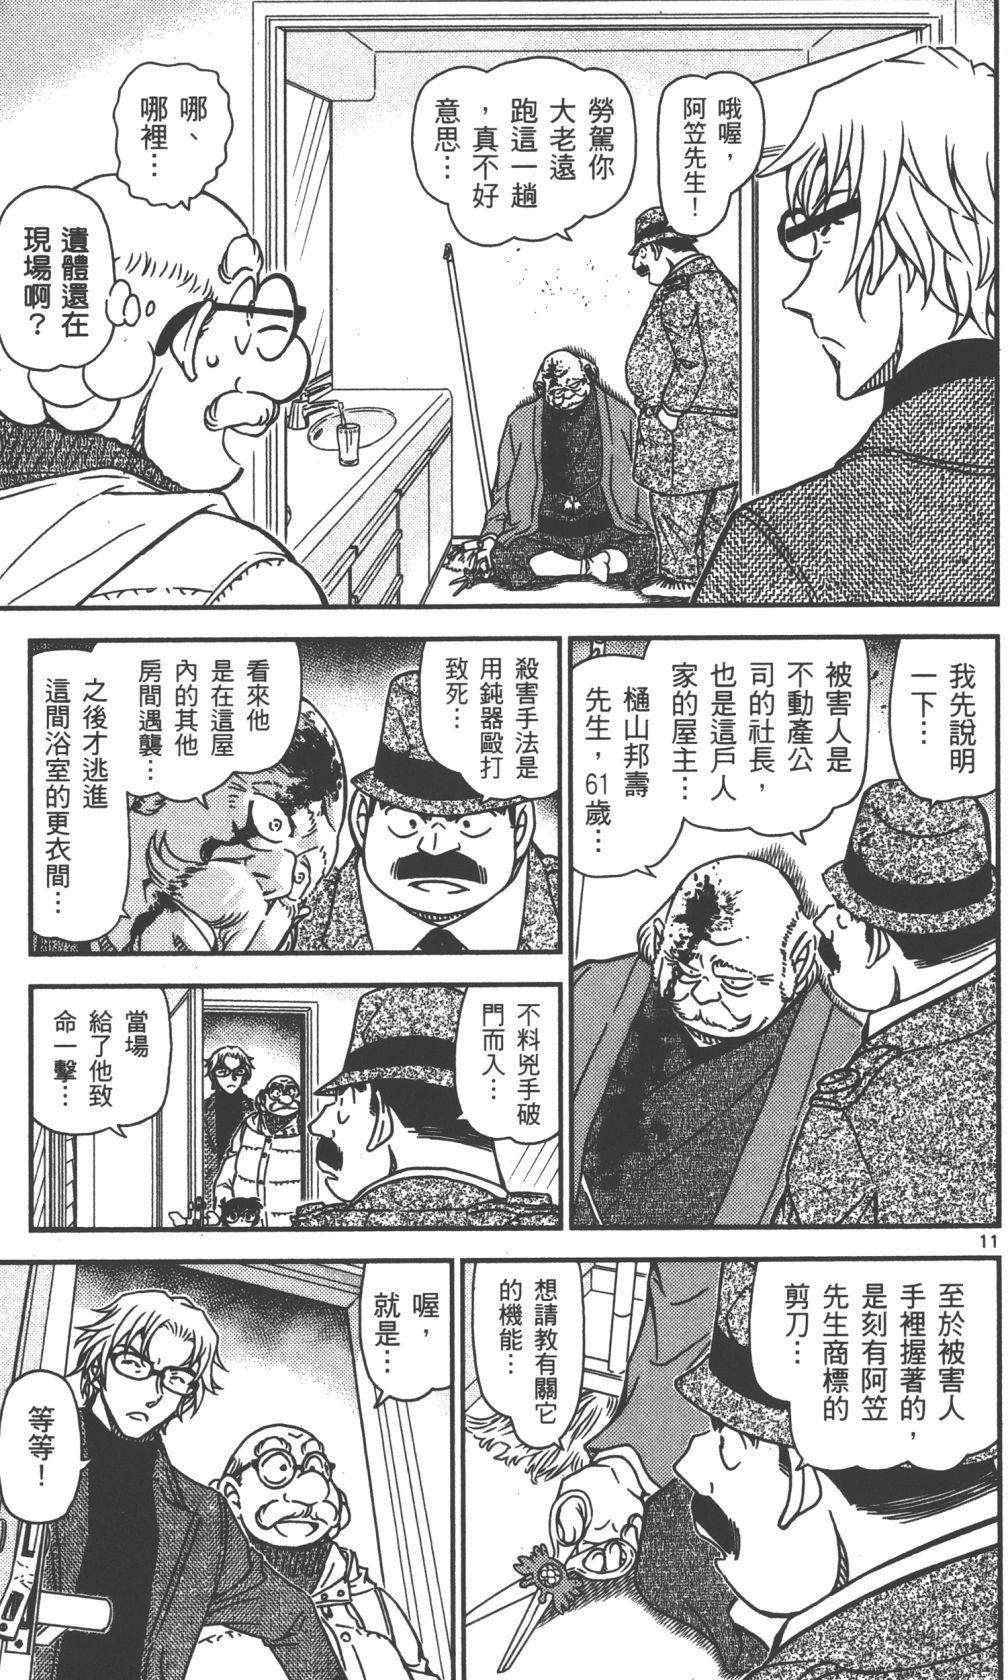 哦喔，
阿笠先生！
勞駕你
大老遠
跑這一趟
，真不好
意思…
哪、
哪裡…
遺體還在
現場啊？
我先說明
一下…
被害人是
不動產公
司的社長，
也是這戶人
家的屋主…
樋山邦壽
先生，61歲…
殺害手法是
用鈍器毆打
致死…
看來他
是在這屋
內的其他
房間遇襲…
之後才逃進
這間浴室的更衣間…
不料兇手破
門而入…
當場
給了他致
命一擊…
11
至於被害人
手裡握著的，
是刻有阿笠
先生商標的
剪刀…
想請教有關它
的機能…
喔，
就是…
等等！